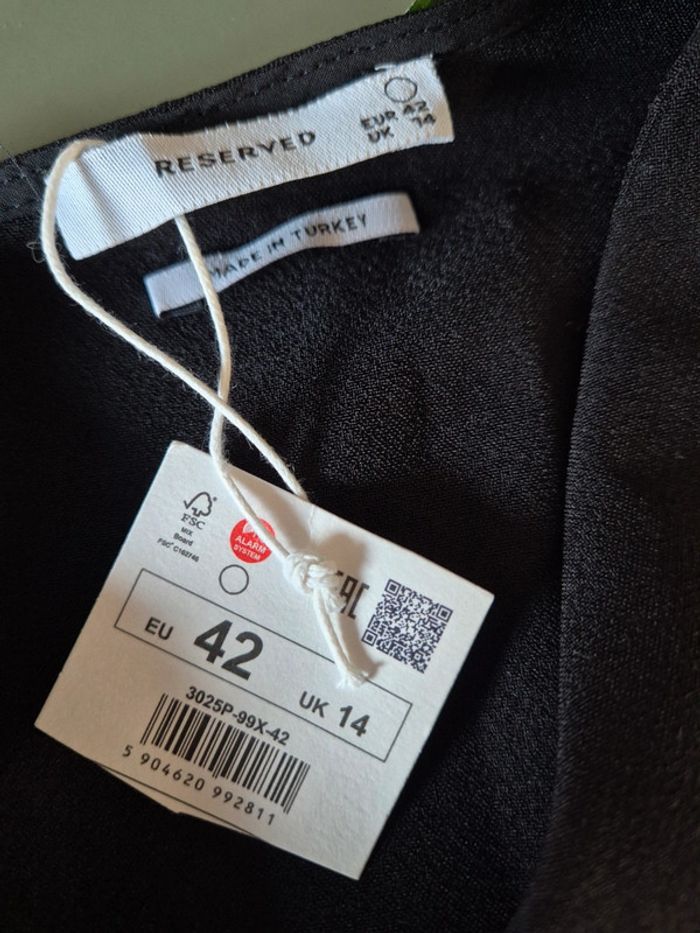 RESERVED
EUR 42
UK 14
MADE IN TURKEY
FSC
MIX
Board
FSC® C162746
ALARM
SYSTEM
EAC
EU 42
UK 14
3025P-99X-42
5 904620 992811